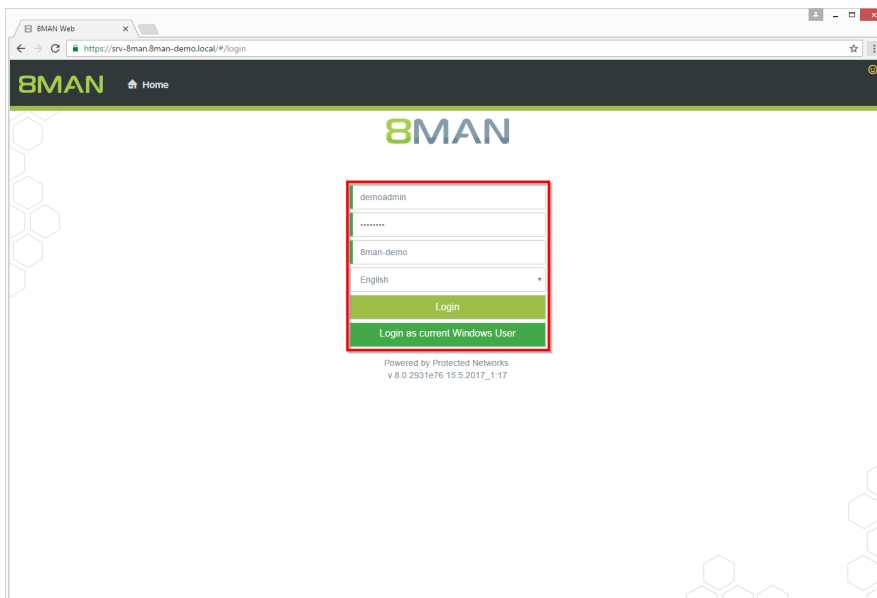 8MAN Web
https://srv-8man.8man-demo.local/#/login
8MAN
Home
8MAN
demoadmin
••••••••
8man-demo
English
Login
Login as current Windows User
Powered by Protected Networks
v 8.0 2931e76 15.5.2017_1:17